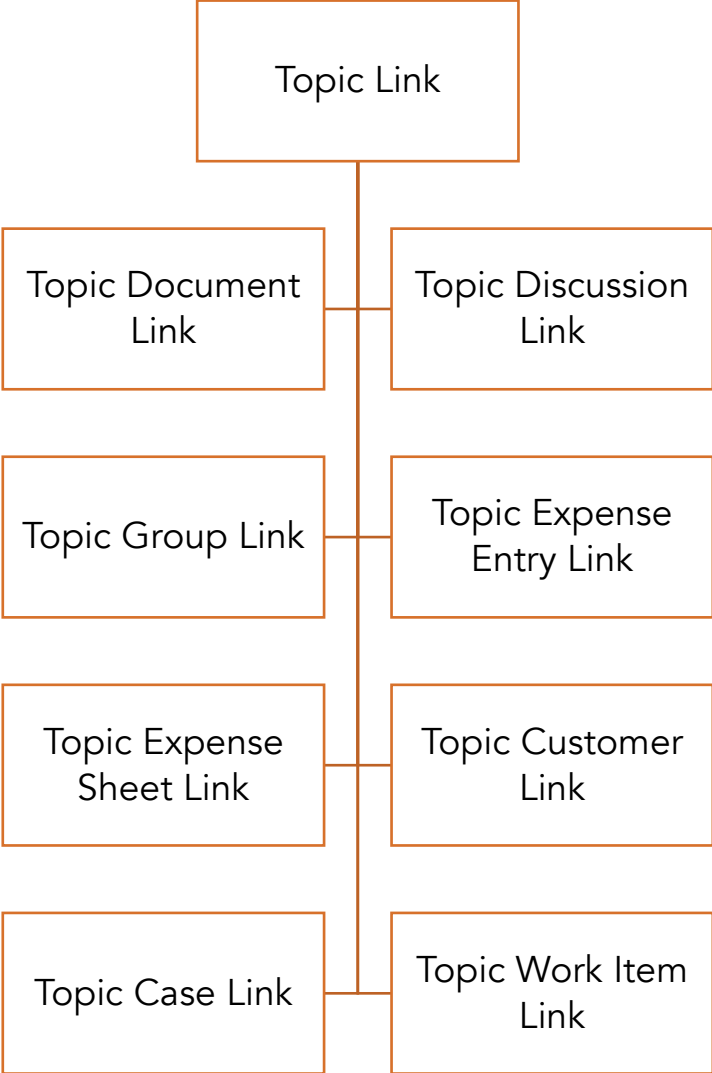 Topic Link
Topic Document
Link
Topic Discussion
Link
Topic Group Link
Topic Expense
Entry Link
Topic Expense
Sheet Link
Topic Customer
Link
Topic Case Link
Topic Work Item
Link